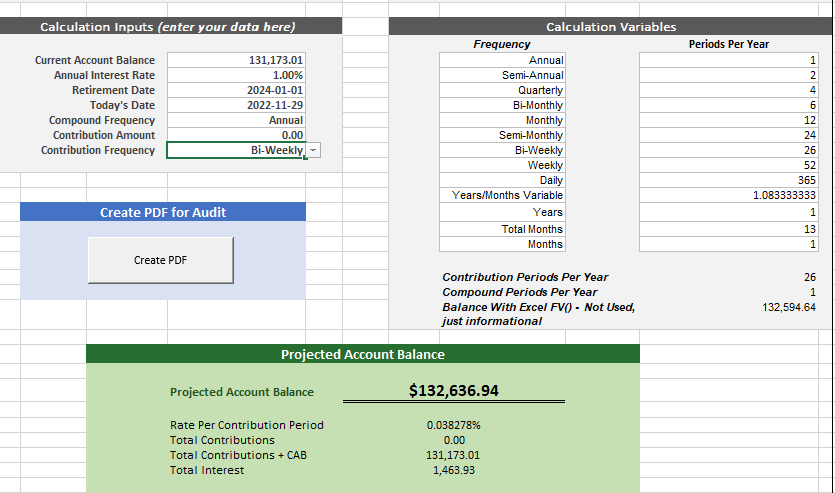 Calculation Inputs (enter your data here)
Current Account Balance 131,173.01
Annual Interest Rate 1.00%
Retirement Date 2024-01-01
Today's Date 2022-11-29
Compound Frequency Annual
Contribution Amount 0.00
Contribution Frequency Bi-Weekly
Create PDF for Audit
Create PDF
Calculation Variables
Frequency Periods Per Year
Annual 1
Semi-Annual 2
Quarterly 4
Bi-Monthly 6
Monthly 12
Semi-Monthly 24
Bi-Weekly 26
Weekly 52
Daily 365
Years/Months Variable 1.083333333
Years 1
Total Months 13
Months 1
Contribution Periods Per Year 26
Compound Periods Per Year 1
Balance With Excel FV() - Not Used, 132,594.64
just informational
Projected Account Balance
Projected Account Balance $132,636.94
Rate Per Contribution Period 0.038278%
Total Contributions 0.00
Total Contributions + CAB 131,173.01
Total Interest 1,463.93